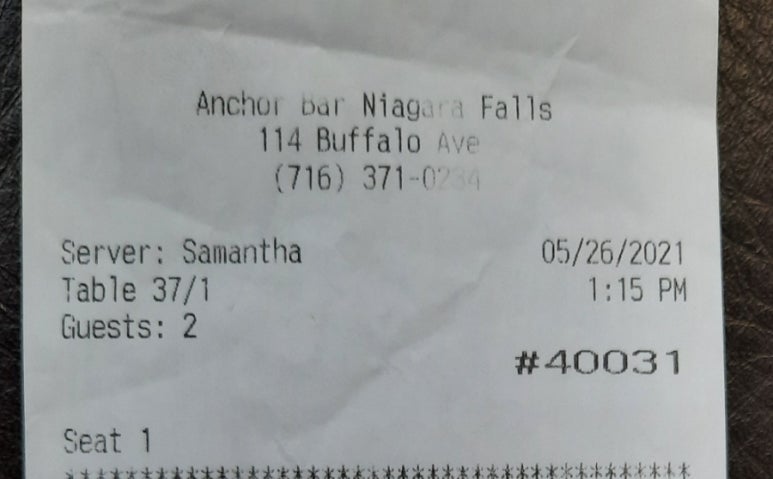 Anchor Bar Niagara Falls
114 Buffalo Ave
(716) 371-0234
Server: Samantha 05/26/2021
Table 37/1 1:15 PM
Guests: 2
#40031
Seat 1
******************************************